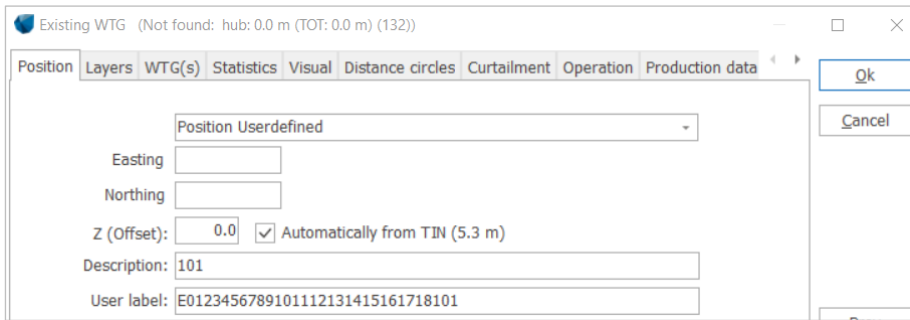 Existing WTG (Not found: hub: 0.0 m (TOT: 0.0 m) (132))
Position Layers WTG(s) Statistics Visual Distance circles Curtailment Operation Production data
Ok
Position Userdefined
Cancel
Easting
Northing
Z (Offset): 0.0 Automatically from TIN (5.3 m)
Description: 101
User label: E01234567891011121314151617181​01